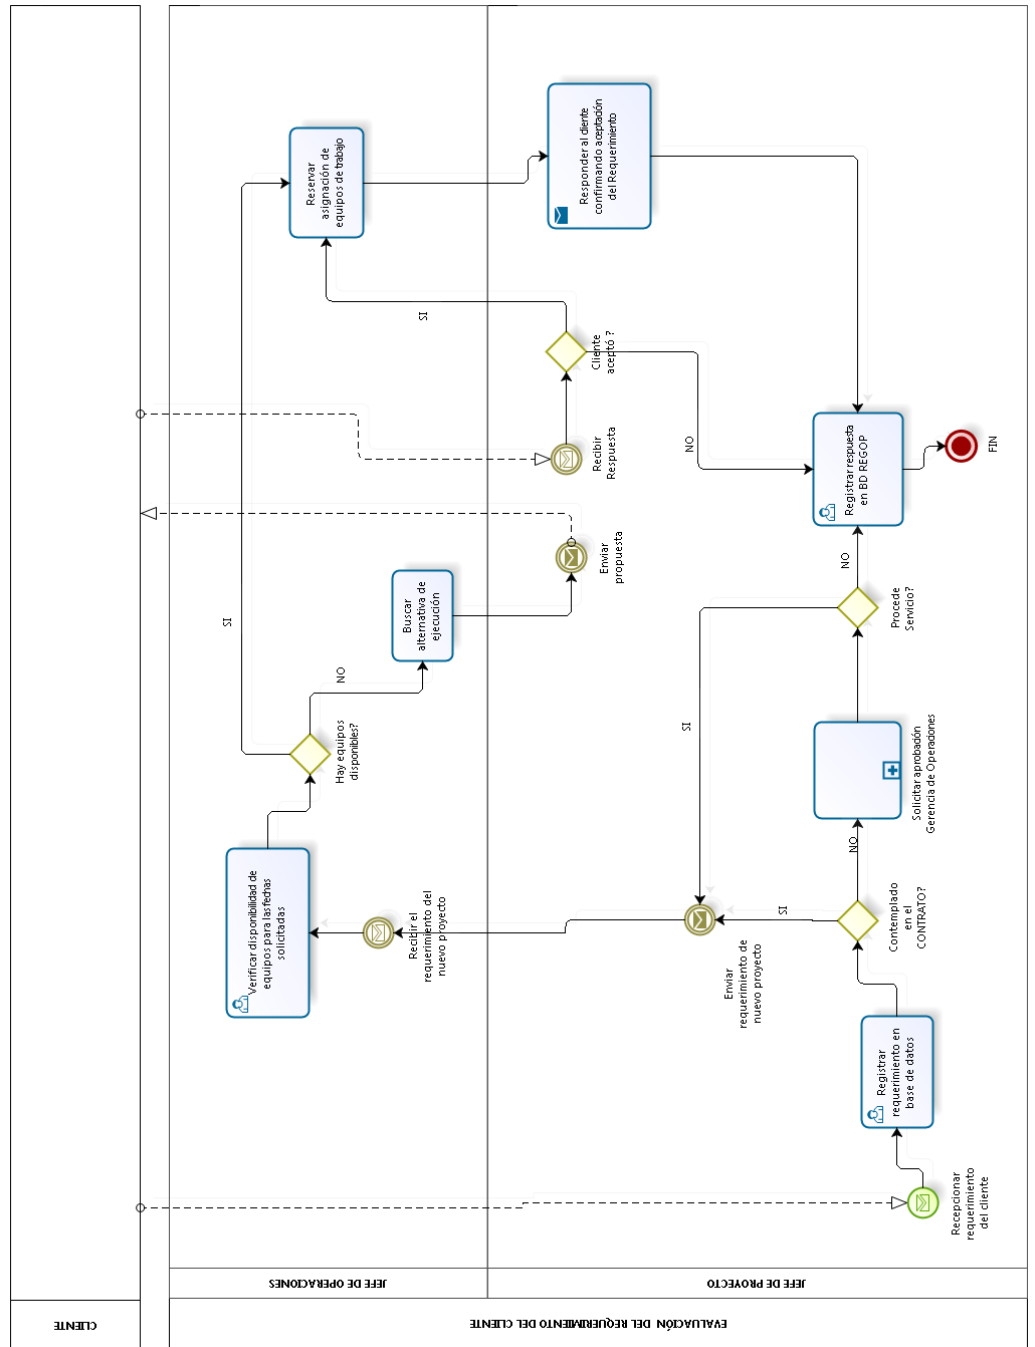 CLIENTE
EVALUACIÓN DEL REQUERIMIENTO DEL CLIENTE
JEFE DE OPERACIONES
JEFE DE PROYECTO
Verificar disponibilidad de
equipos para las fechas
solicitadas
Hay equipos
disponibles?
SI
NO
Buscar
alternativa de
ejecución
Reservar
asignación de
equipos de trabajo
Recibir el
requerimiento del
nuevo proyecto
Enviar
propuesta
Recibir
Respuesta
Cliente
aceptó ?
SI
NO
Responder al cliente
confirmando aceptación
del Requerimiento
Recepcionar
requerimiento
del cliente
Registrar
requerimiento en
base de datos
Contemplado
en el
CONTRATO?
SI
NO
Enviar
requerimiento de
nuevo proyecto
Solicitar aprobación
Gerencia de Operaciones
Procede
Servicio?
SI
NO
Registrar respuesta
en BD REGOP
FIN